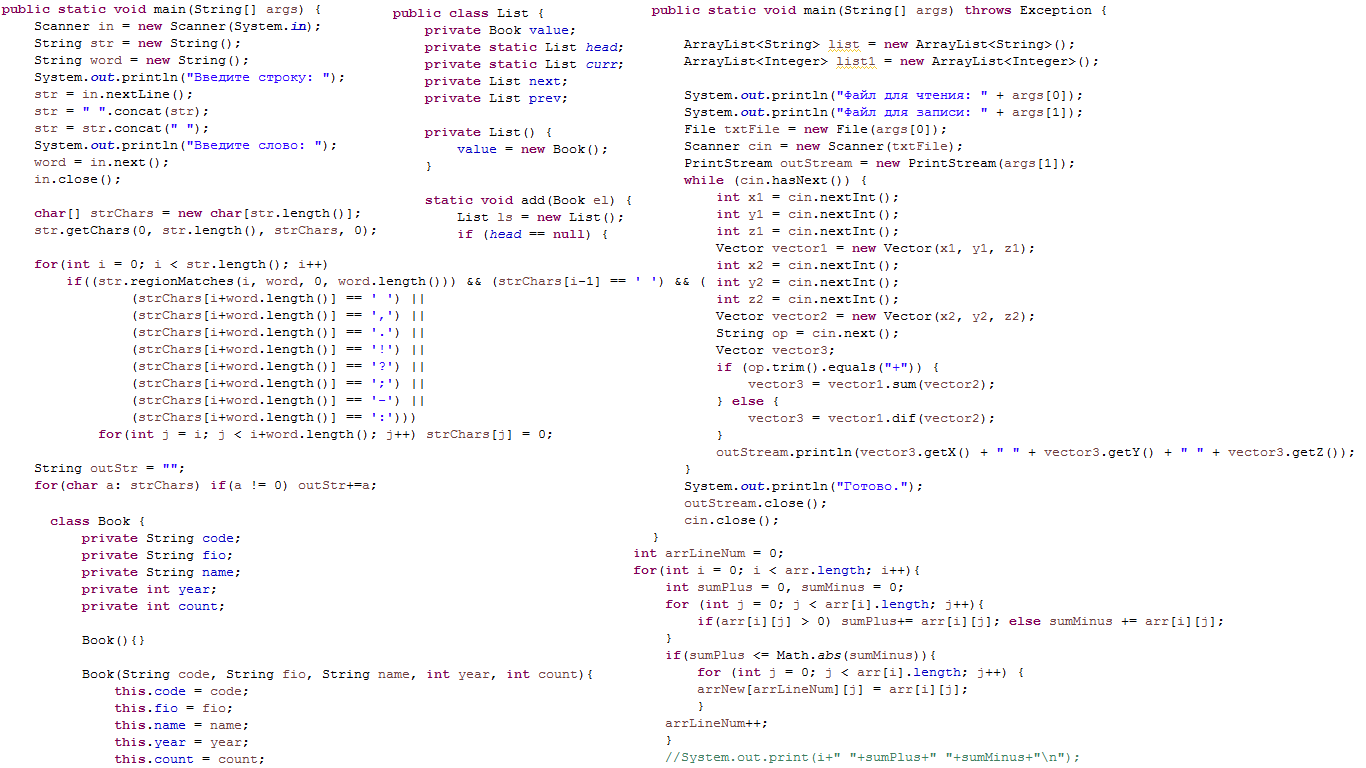 public static void main(String[] args) {
Scanner in = new Scanner(System.in);
String str = new String();
String word = new String();
System.out.println("Введите строку: ");
str = in.nextLine();
str = " ".concat(str);
str = str.concat(" ");
System.out.println("Введите слово: ");
word = in.next();
in.close();
char[] strChars = new char[str.length()];
str.getChars(0, str.length(), strChars, 0);
for(int i = 0; i < str.length(); i++)
if((str.regionMatches(i, word, 0, word.length())) && (strChars[i-1] == ' ') && (
(strChars[i+word.length()] == ' ') ||
(strChars[i+word.length()] == ',') ||
(strChars[i+word.length()] == '.') ||
(strChars[i+word.length()] == '!') ||
(strChars[i+word.length()] == '?') ||
(strChars[i+word.length()] == ';') ||
(strChars[i+word.length()] == '-') ||
(strChars[i+word.length()] == ':')))
for(int j = i; j < i+word.length(); j++) strChars[j] = 0;
String outStr = "";
for(char a: strChars) if(a != 0) outStr+=a;
class Book {
private String code;
private String fio;
private String name;
private int year;
private int count;
Book(){}
Book(String code, String fio, String name, int year, int count){
this.code = code;
this.fio = fio;
this.name = name;
this.year = year;
this.count = count;
public class List {
private Book value;
private static List head;
private static List curr;
private List next;
private List prev;
private List() {
value = new Book();
}
static void add(Book el) {
List ls = new List();
if (head == null) {
public static void main(String[] args) throws Exception {
ArrayList<String> list = new ArrayList<String>();
ArrayList<Integer> list1 = new ArrayList<Integer>();
System.out.println("Файл для чтения: " + args[0]);
System.out.println("Файл для записи: " + args[1]);
File txtFile = new File(args[0]);
Scanner cin = new Scanner(txtFile);
PrintStream outStream = new PrintStream(args[1]);
while (cin.hasNext()) {
int x1 = cin.nextInt();
int y1 = cin.nextInt();
int z1 = cin.nextInt();
Vector vector1 = new Vector(x1, y1, z1);
int x2 = cin.nextInt();
int y2 = cin.nextInt();
int z2 = cin.nextInt();
Vector vector2 = new Vector(x2, y2, z2);
String op = cin.next();
Vector vector3;
if (op.trim().equals("+")) {
vector3 = vector1.sum(vector2);
} else {
vector3 = vector1.dif(vector2);
}
outStream.println(vector3.getX() + " " + vector3.getY() + " " + vector3.getZ());
}
System.out.println("Готово.");
outStream.close();
cin.close();
}
int arrLineNum = 0;
for(int i = 0; i < arr.length; i++){
int sumPlus = 0, sumMinus = 0;
for (int j = 0; j < arr[i].length; j++){
if(arr[i][j] > 0) sumPlus+= arr[i][j]; else sumMinus += arr[i][j];
}
if(sumPlus <= Math.abs(sumMinus)){
for (int j = 0; j < arr[i].length; j++) {
arrNew[arrLineNum][j] = arr[i][j];
}
arrLineNum++;
}
//System.out.print(i+" "+sumPlus+" "+sumMinus+"\n");